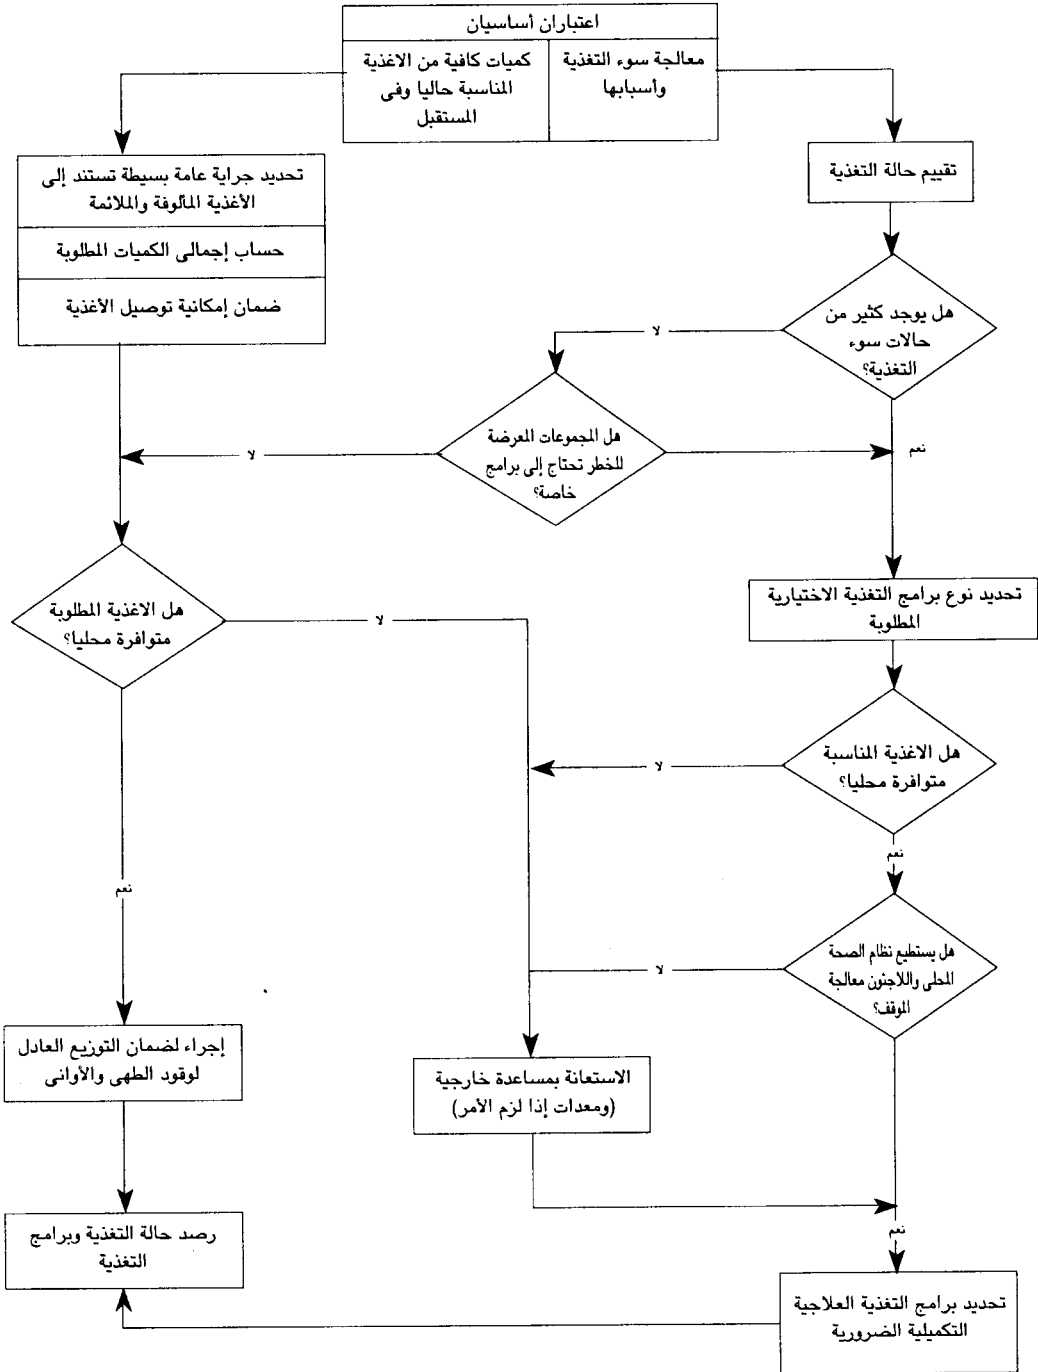 اعتباران أساسيان
معالجة سوء التغذية
وأسبابها
كميات كافية من الاغذية
المناسبة حاليا وفى
المستقبل
تقييم حالة التغذية
تحديد جراية عامة بسيطة تستند إلى
الأغذية المألوفة والملائمة
حساب إجمالى الكميات المطلوبة
ضمان إمكانية توصيل الأغذية
هل يوجد كثير من
حالات سوء
التغذية؟
لا
نعم
هل المجموعات المعرضة
للخطر تحتاج إلى برامج
خاصة؟
لا
تحديد نوع برامج التغذية الاختيارية
المطلوبة
هل الاغذية المطلوبة
متوافرة محليا؟
لا
نعم
هل الاغذية المناسبة
متوافرة محليا؟
لا
نعم
هل يستطيع نظام الصحة
المحلى واللاجئون معالجة
الموقف؟
لا
نعم
إجراء لضمان التوزيع العادل
لوقود الطهى والأوانى
الاستعانة بمساعدة خارجية
(ومعدات إذا لزم الأمر)
رصد حالة التغذية وبرامج
التغذية
تحديد برامج التغذية العلاجية
التكميلية الضرورية